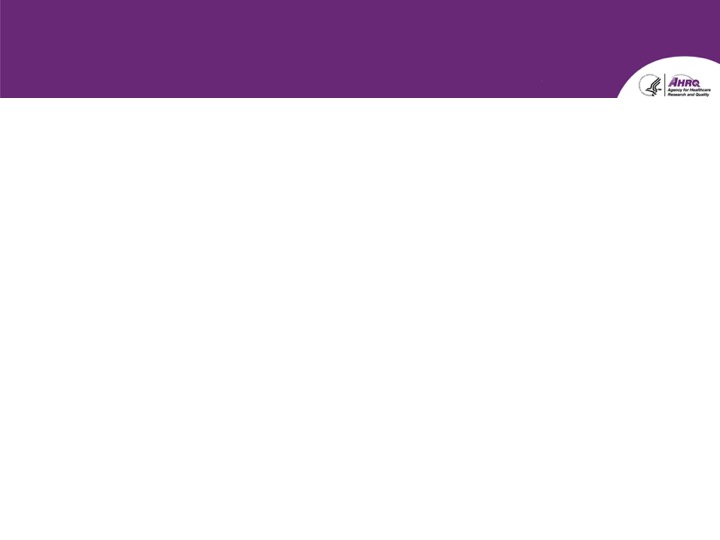 AHRQ
Agency for Healthcare
Research and Quality